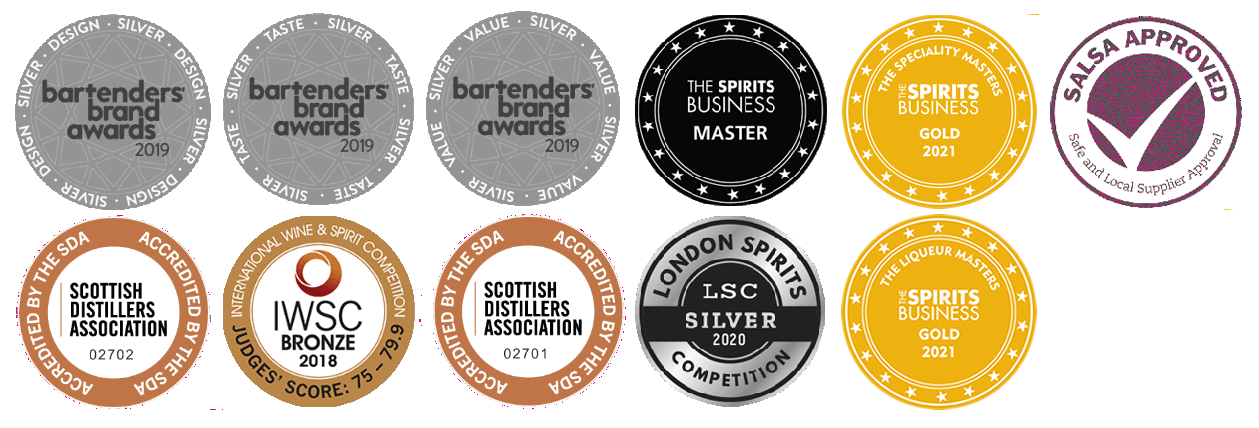 SILVER · DESIGN · SILVER · DESIGN · SILVER · DESIGN · SILVER · DESIGN ·
bartenders'
brand
awards
2019
SILVER · TASTE · SILVER · TASTE · SILVER · TASTE · SILVER · TASTE ·
bartenders'
brand
awards
2019
SILVER · VALUE · SILVER · VALUE · SILVER · VALUE · SILVER · VALUE ·
bartenders'
brand
awards
2019
THE SPIRITS
BUSINESS
MASTER
THE SPECIALITY MASTERS
THE SPIRITS
BUSINESS
GOLD
2021
SALSA APPROVED
Safe and Local Supplier Approval
ACCREDITED BY THE SDA
ACCREDITED BY THE SDA
SCOTTISH
DISTILLERS
ASSOCIATION
02702
INTERNATIONAL WINE & SPIRIT COMPETITION
IWSC
BRONZE
2018
JUDGES' SCORE: 75 – 79.9
ACCREDITED BY THE SDA
ACCREDITED BY THE SDA
SCOTTISH
DISTILLERS
ASSOCIATION
02701
LONDON SPIRITS
LSC
SILVER
2020
COMPETITION
THE LIQUEUR MASTERS
THE SPIRITS
BUSINESS
GOLD
2021